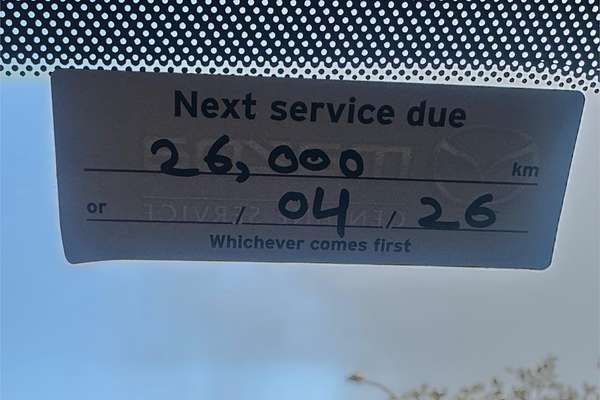 Next service due
26,000 km
or / 04 / 26
Whichever comes first